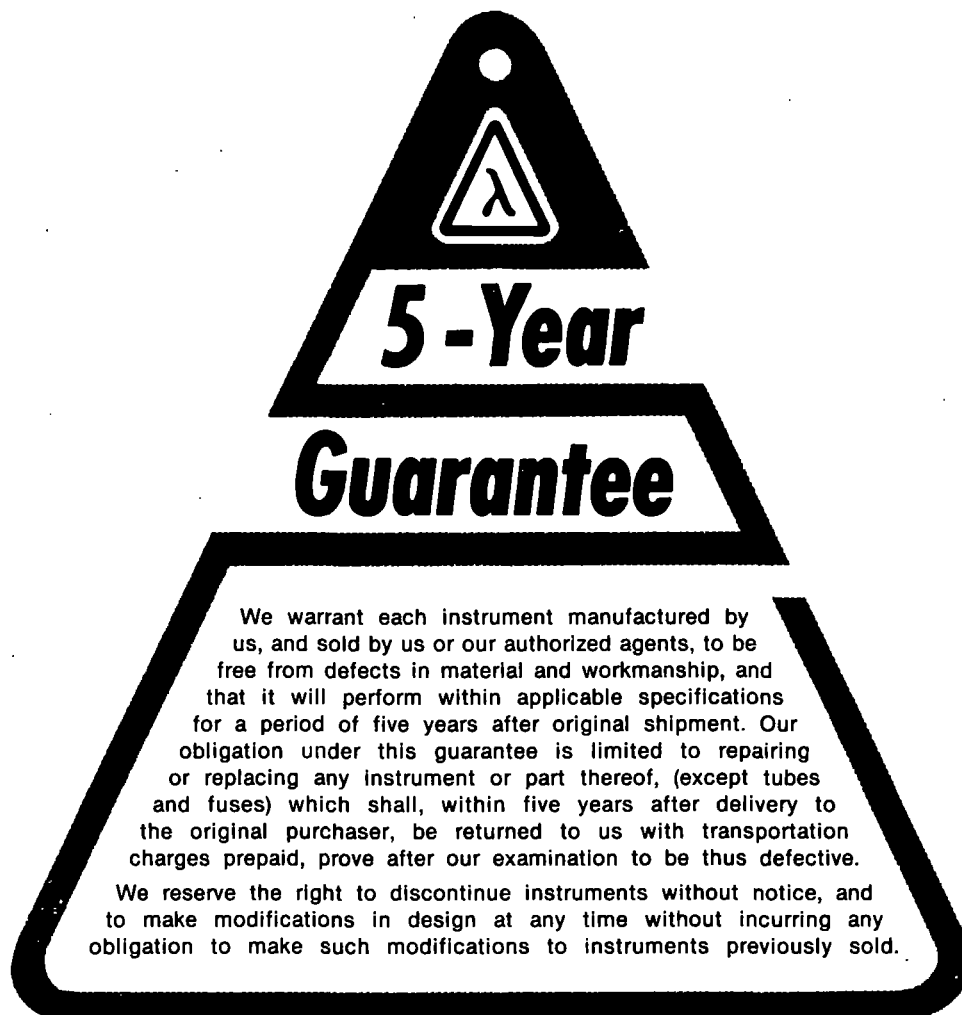 λ
5-Year
Guarantee
We warrant each instrument manufactured by
us, and sold by us or our authorized agents, to be
free from defects in material and workmanship, and
that it will perform within applicable specifications
for a period of five years after original shipment. Our
obligation under this guarantee is limited to repairing
or replacing any instrument or part thereof, (except tubes
and fuses) which shall, within five years after delivery to
the original purchaser, be returned to us with transportation
charges prepaid, prove after our examination to be thus defective.
We reserve the right to discontinue instruments without notice, and
to make modifications in design at any time without incurring any
obligation to make such modifications to instruments previously sold.